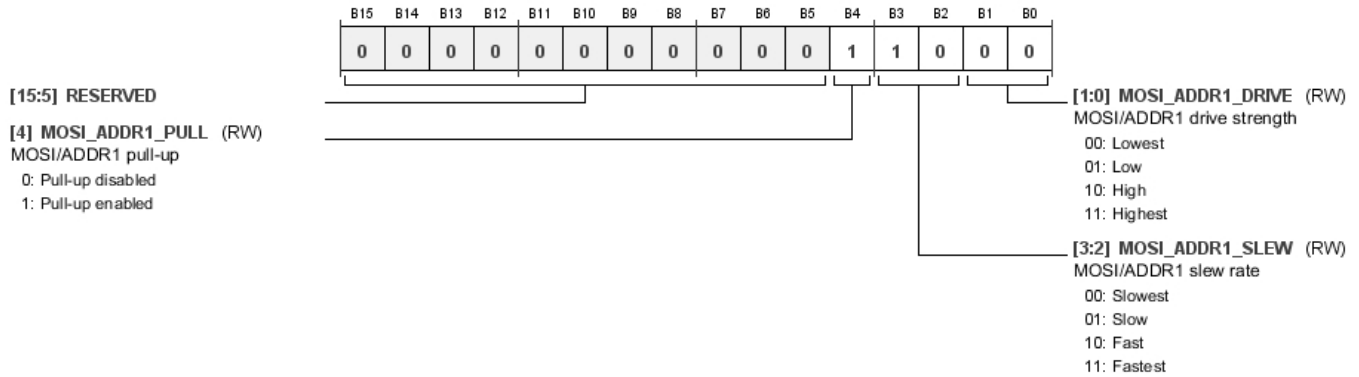 B15 B14 B13 B12 B11 B10 B9 B8 B7 B6 B5 B4 B3 B2 B1 B0
0 0 0 0 0 0 0 0 0 0 0 1 1 0 0 0
[15:5] RESERVED
[4] MOSI_ADDR1_PULL (RW)
MOSI/ADDR1 pull-up
0: Pull-up disabled
1: Pull-up enabled
[1:0] MOSI_ADDR1_DRIVE (RW)
MOSI/ADDR1 drive strength
00: Lowest
01: Low
10: High
11: Highest
[3:2] MOSI_ADDR1_SLEW (RW)
MOSI/ADDR1 slew rate
00: Slowest
01: Slow
10: Fast
11: Fastest